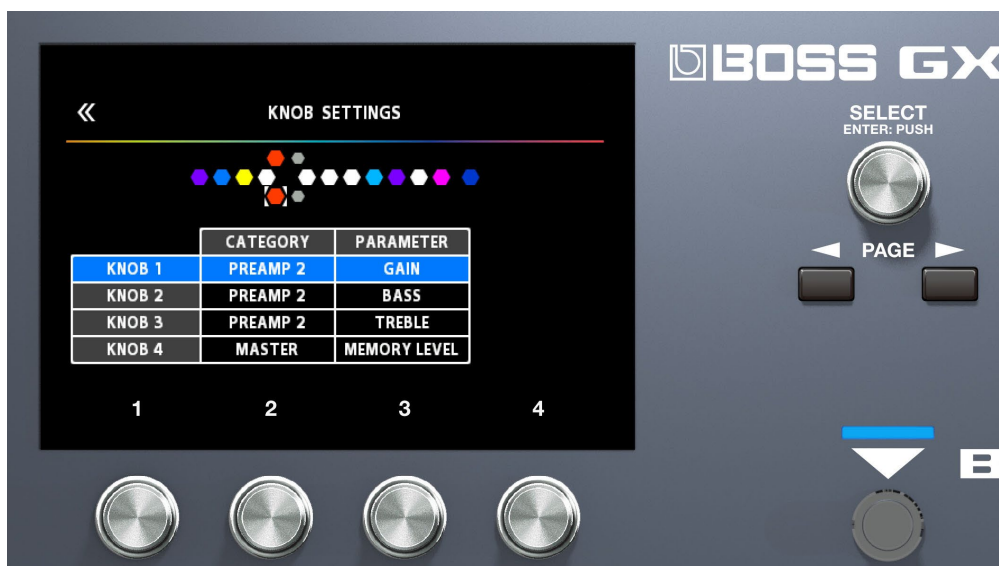 BOSS GX
KNOB SETTINGS
SELECT
ENTER: PUSH
CATEGORY PARAMETER
KNOB 1 PREAMP 2 GAIN
KNOB 2 PREAMP 2 BASS
KNOB 3 PREAMP 2 TREBLE
KNOB 4 MASTER MEMORY LEVEL
PAGE
1 2 3 4
B